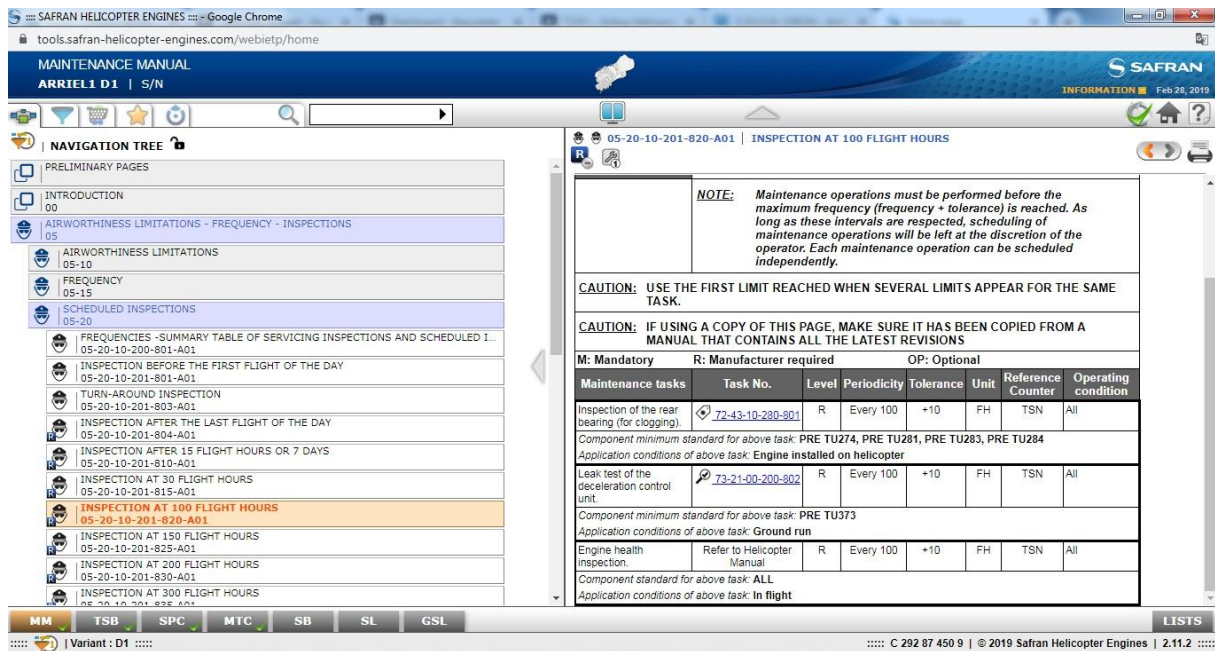 :::: SAFRAN HELICOPTER ENGINES :::: - Google Chrome
tools.safran-helicopter-engines.com/webietp/home
MAINTENANCE MANUAL
ARRIEL1 D1 | S/N
SAFRAN
INFORMATION Feb 28, 2019
| NAVIGATION TREE
PRELIMINARY PAGES
INTRODUCTION
00
AIRWORTHINESS LIMITATIONS - FREQUENCY - INSPECTIONS
05
AIRWORTHINESS LIMITATIONS
05-10
FREQUENCY
05-15
SCHEDULED INSPECTIONS
05-20
FREQUENCIES -SUMMARY TABLE OF SERVICING INSPECTIONS AND SCHEDULED I...
05-20-10-200-801-A01
INSPECTION BEFORE THE FIRST FLIGHT OF THE DAY
05-20-10-201-801-A01
TURN-AROUND INSPECTION
05-20-10-201-803-A01
INSPECTION AFTER THE LAST FLIGHT OF THE DAY
05-20-10-201-804-A01
INSPECTION AFTER 15 FLIGHT HOURS OR 7 DAYS
05-20-10-201-810-A01
INSPECTION AT 30 FLIGHT HOURS
05-20-10-201-815-A01
INSPECTION AT 100 FLIGHT HOURS
05-20-10-201-820-A01
INSPECTION AT 150 FLIGHT HOURS
05-20-10-201-825-A01
INSPECTION AT 200 FLIGHT HOURS
05-20-10-201-830-A01
INSPECTION AT 300 FLIGHT HOURS
05-20-10-201-835-A01
05-20-10-201-820-A01 | INSPECTION AT 100 FLIGHT HOURS
NOTE: Maintenance operations must be performed before the
maximum frequency (frequency + tolerance) is reached. As
long as these intervals are respected, scheduling of
maintenance operations will be left at the discretion of the
operator. Each maintenance operation can be scheduled
independently.
CAUTION: USE THE FIRST LIMIT REACHED WHEN SEVERAL LIMITS APPEAR FOR THE SAME
TASK.
CAUTION: IF USING A COPY OF THIS PAGE, MAKE SURE IT HAS BEEN COPIED FROM A
MANUAL THAT CONTAINS ALL THE LATEST REVISIONS
M: Mandatory R: Manufacturer required OP: Optional
Maintenance tasks Task No. Level Periodicity Tolerance Unit Reference Counter Operating condition
Inspection of the rear 72-43-10-280-801 R Every 100 +10 FH TSN All
bearing (for clogging).
Component minimum standard for above task: PRE TU274, PRE TU281, PRE TU283, PRE TU284
Application conditions of above task: Engine installed on helicopter
Leak test of the 73-21-00-200-802 R Every 100 +10 FH TSN All
deceleration control
unit.
Component minimum standard for above task: PRE TU373
Application conditions of above task: Ground run
Engine health Refer to Helicopter R Every 100 +10 FH TSN All
inspection. Manual
Component standard for above task: ALL
Application conditions of above task: In flight
MM TSB SPC MTC SB SL GSL LISTS
::::: | Variant : D1 ::::: ::::: C 292 87 450 9 | © 2019 Safran Helicopter Engines | 2.11.2 :::::